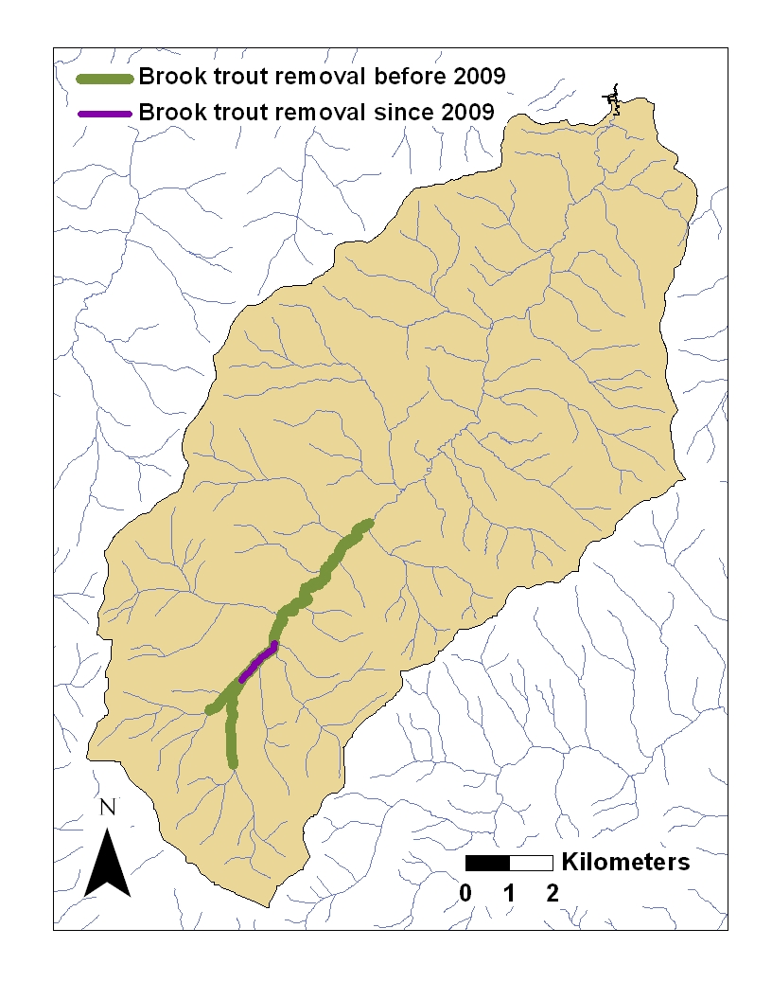 Brook trout removal before 2009
Brook trout removal since 2009
N
Kilometers
0 1 2